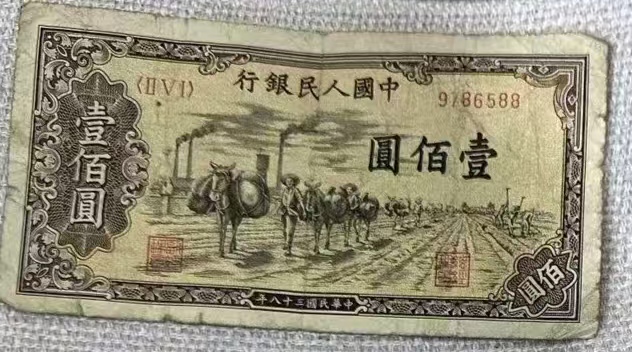 中國人民銀行
〈ⅡⅤⅠ〉
9786588
壹佰圓
壹佰圓
佰圓
中華民國三十八年